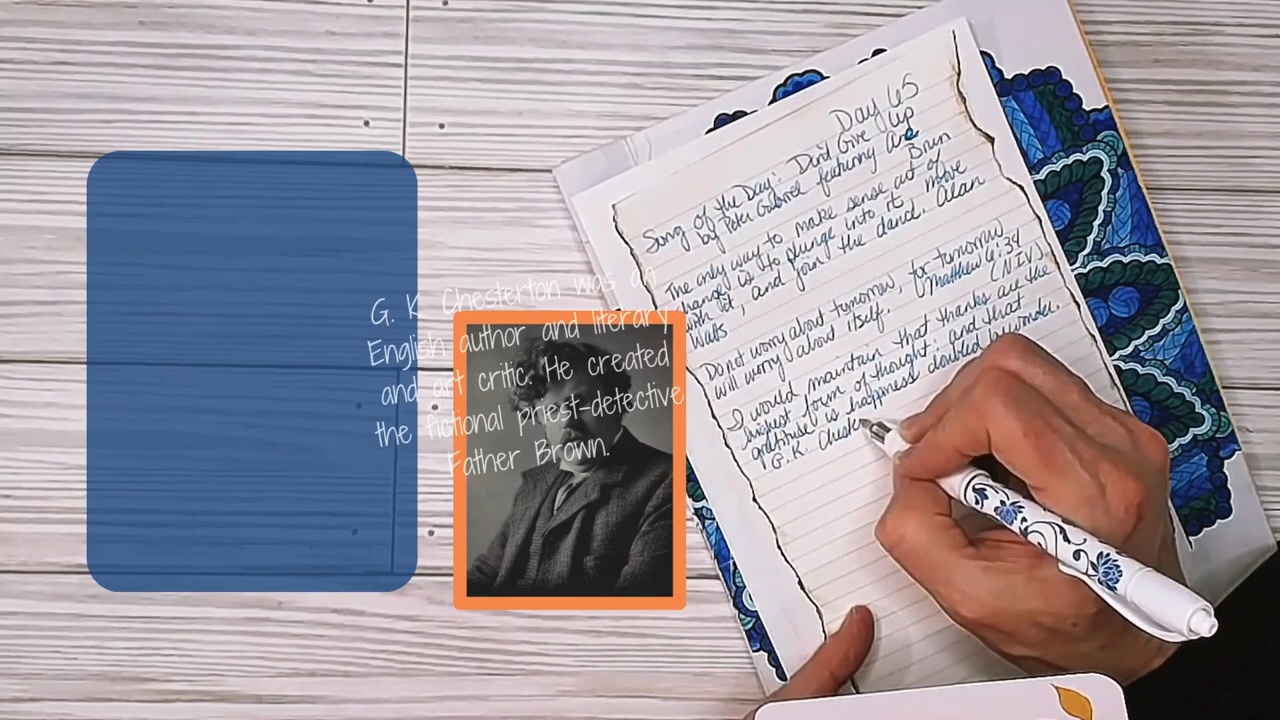 G. K. Chesterton was an
English author and literary
and art critic. He created
the fictional priest-detective
Father Brown.
Day 65
Song of the Day: Don't Give Up
by Peter Gabriel featuring Ane
Brun
The only way to make sense out of
change is to plunge into it, move
with it, and join the dance. Alan
Watts
Do not worry about tomorrow, for tomorrow
will worry about itself. Matthew 6:34
(NIV)
I would maintain that thanks are the
highest form of thought; and that
gratitude is happiness doubled by wonder.
G. K. Chest